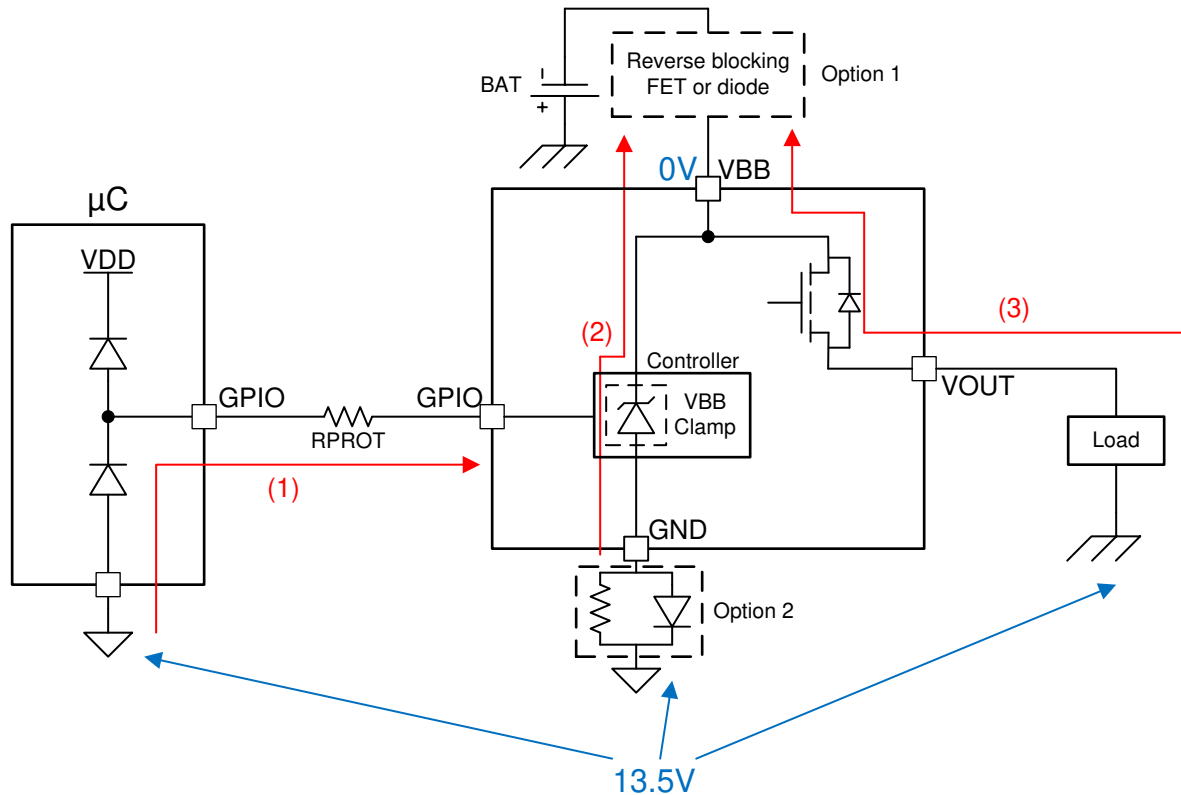 Reverse blocking
FET or diode
Option 1
BAT
-
+
0V
VBB
µC
VDD
(2)
(3)
Controller
VBB
Clamp
GPIO
GPIO
RPROT
VOUT
Load
(1)
GND
Option 2
13.5V